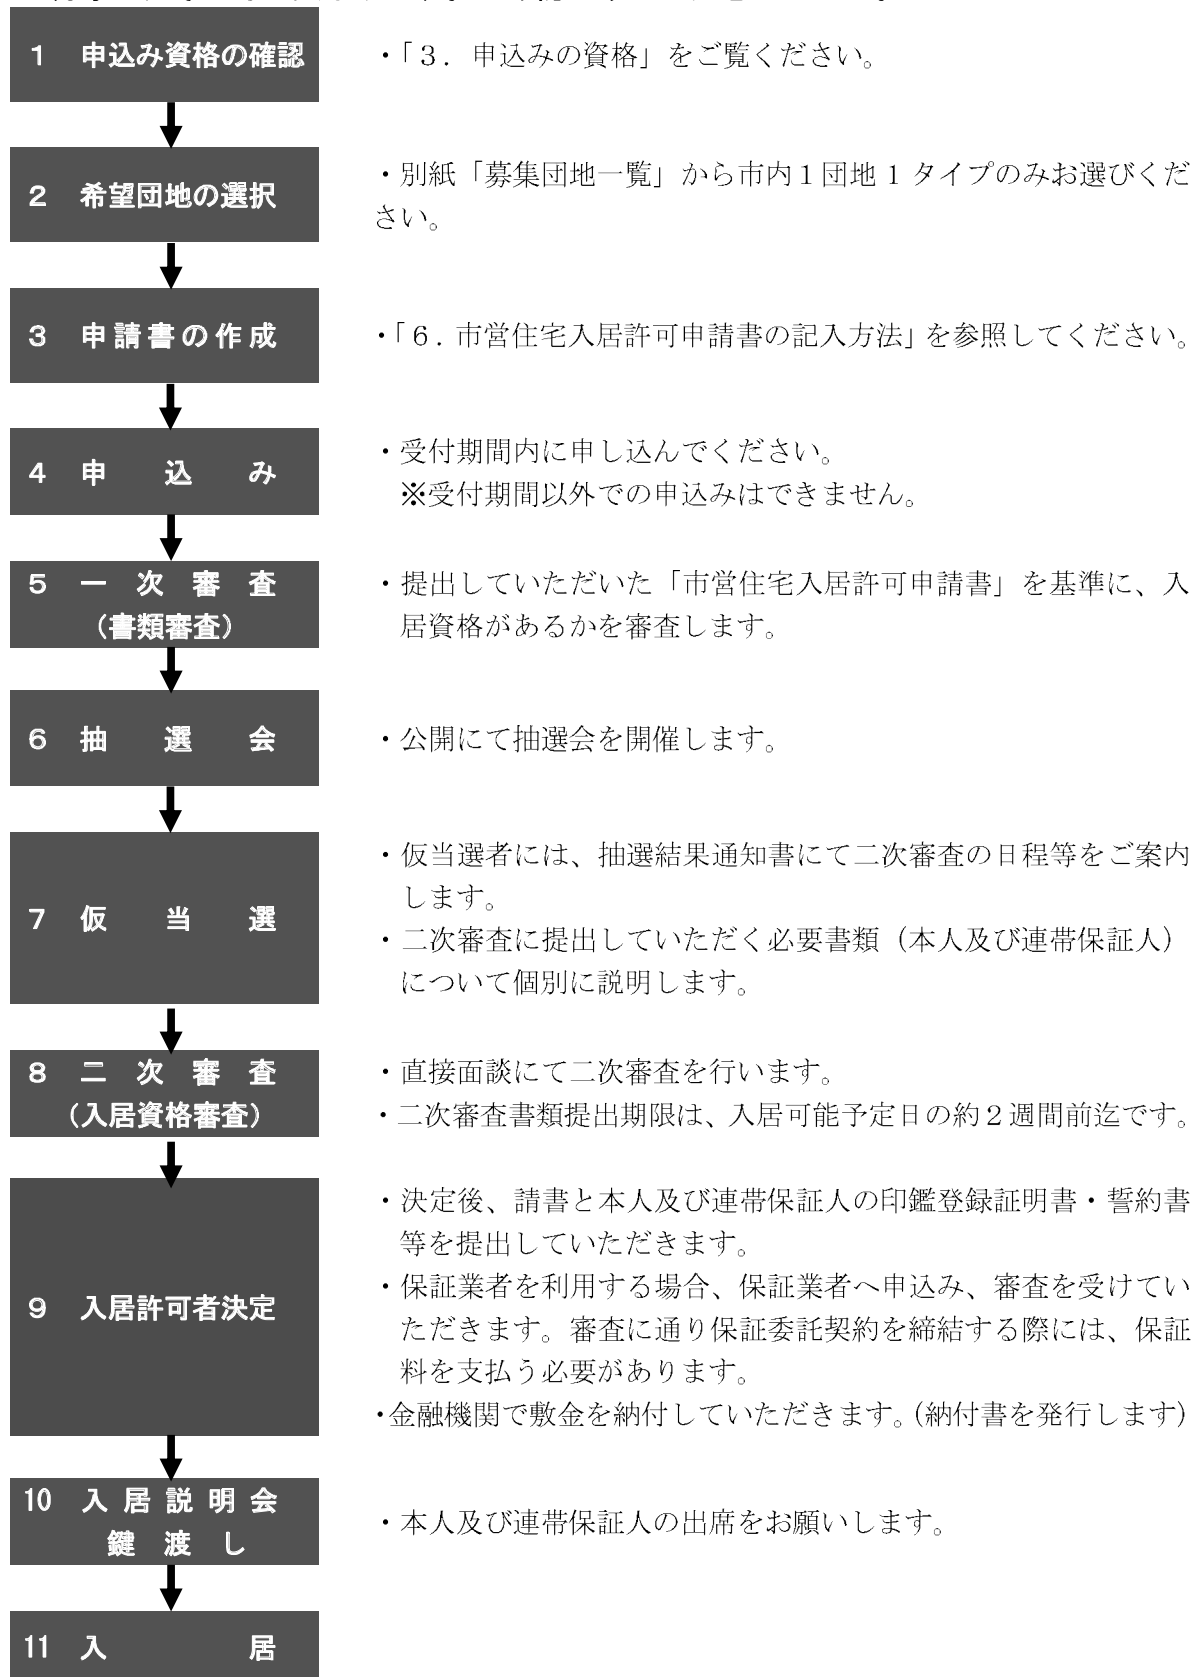 1 申込み資格の確認
・「3．申込みの資格」をご覧ください。
2 希望団地の選択
・別紙「募集団地一覧」から市内1団地1タイプのみお選びくだ
さい。
3 申請書の作成
・「6．市営住宅入居許可申請書の記入方法」を参照してください。
4 申込み
・受付期間内に申し込んでください。
※受付期間以外での申込みはできません。
5 一次審査
（書類審査）
・提出していただいた「市営住宅入居許可申請書」を基準に、入
居資格があるかを審査します。
6 抽選会
・公開にて抽選会を開催します。
7 仮当選
・仮当選者には、抽選結果通知書にて二次審査の日程等をご案内
します。
・二次審査に提出していただく必要書類（本人及び連帯保証人）
について個別に説明します。
8 二次審査
（入居資格審査）
・直接面談にて二次審査を行います。
・二次審査書類提出期限は、入居可能予定日の約2週間前迄です。
9 入居許可者決定
・決定後、請書と本人及び連帯保証人の印鑑登録証明書・誓約書
等を提出していただきます。
・保証業者を利用する場合、保証業者へ申込み、審査を受けてい
ただきます。審査に通り保証委託契約を締結する際には、保証
料を支払う必要があります。
・金融機関で敷金を納付していただきます。（納付書を発行します）
10 入居説明会
鍵渡し
・本人及び連帯保証人の出席をお願いします。
11 入居